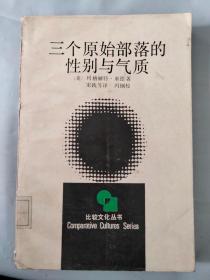 三个原始部落的
性别与气质
〔美〕玛格丽特·米德 著
宋践等译 冯钢校
比较文化丛书
Comparative Cultures Series